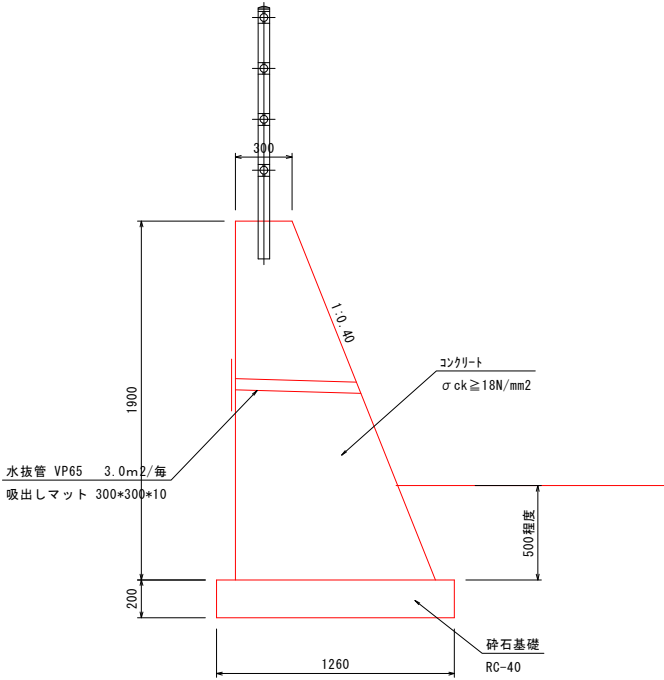 300
1:0.40
1900
コンクリート
σck≧18N/mm2
水抜管 VP65 3.0m2/毎
吸出しマット 300*300*10
500程度
200
砕石基礎
RC-40
1260